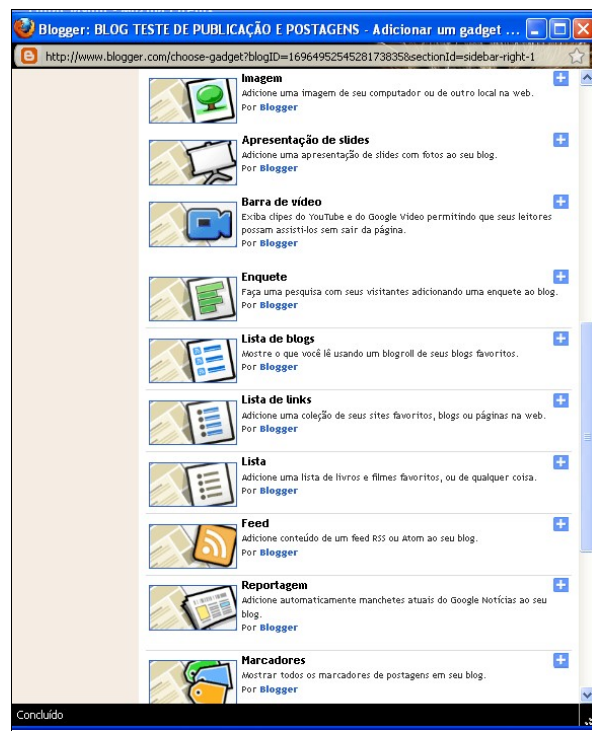 Blogger: BLOG TESTE DE PUBLICAÇÃO E POSTAGENS - Adicionar um gadget ...
http://www.blogger.com/choose-gadget?blogID=1696495254528173835&sectionId=sidebar-right-1
Imagem
Adicione uma imagem de seu computador ou de outro local na web.
Por Blogger
Apresentação de slides
Adicione uma apresentação de slides com fotos ao seu blog.
Por Blogger
Barra de vídeo
Exiba clipes do YouTube e do Google Video permitindo que seus leitores
possam assisti-los sem sair da página.
Por Blogger
Enquete
Faça uma pesquisa com seus visitantes adicionando uma enquete ao blog.
Por Blogger
Lista de blogs
Mostre o que você lê usando um blogroll de seus blogs favoritos.
Por Blogger
Lista de links
Adicione uma coleção de seus sites favoritos, blogs ou páginas na web.
Por Blogger
Lista
Adicione uma lista de livros e filmes favoritos, ou de qualquer coisa.
Por Blogger
Feed
Adicione conteúdo de um feed RSS ou Atom ao seu blog.
Por Blogger
Reportagem
Adicione automaticamente manchetes atuais do Google Notícias ao seu
blog.
Por Blogger
Marcadores
Mostrar todos os marcadores de postagens em seu blog.
Por Blogger
Concluído